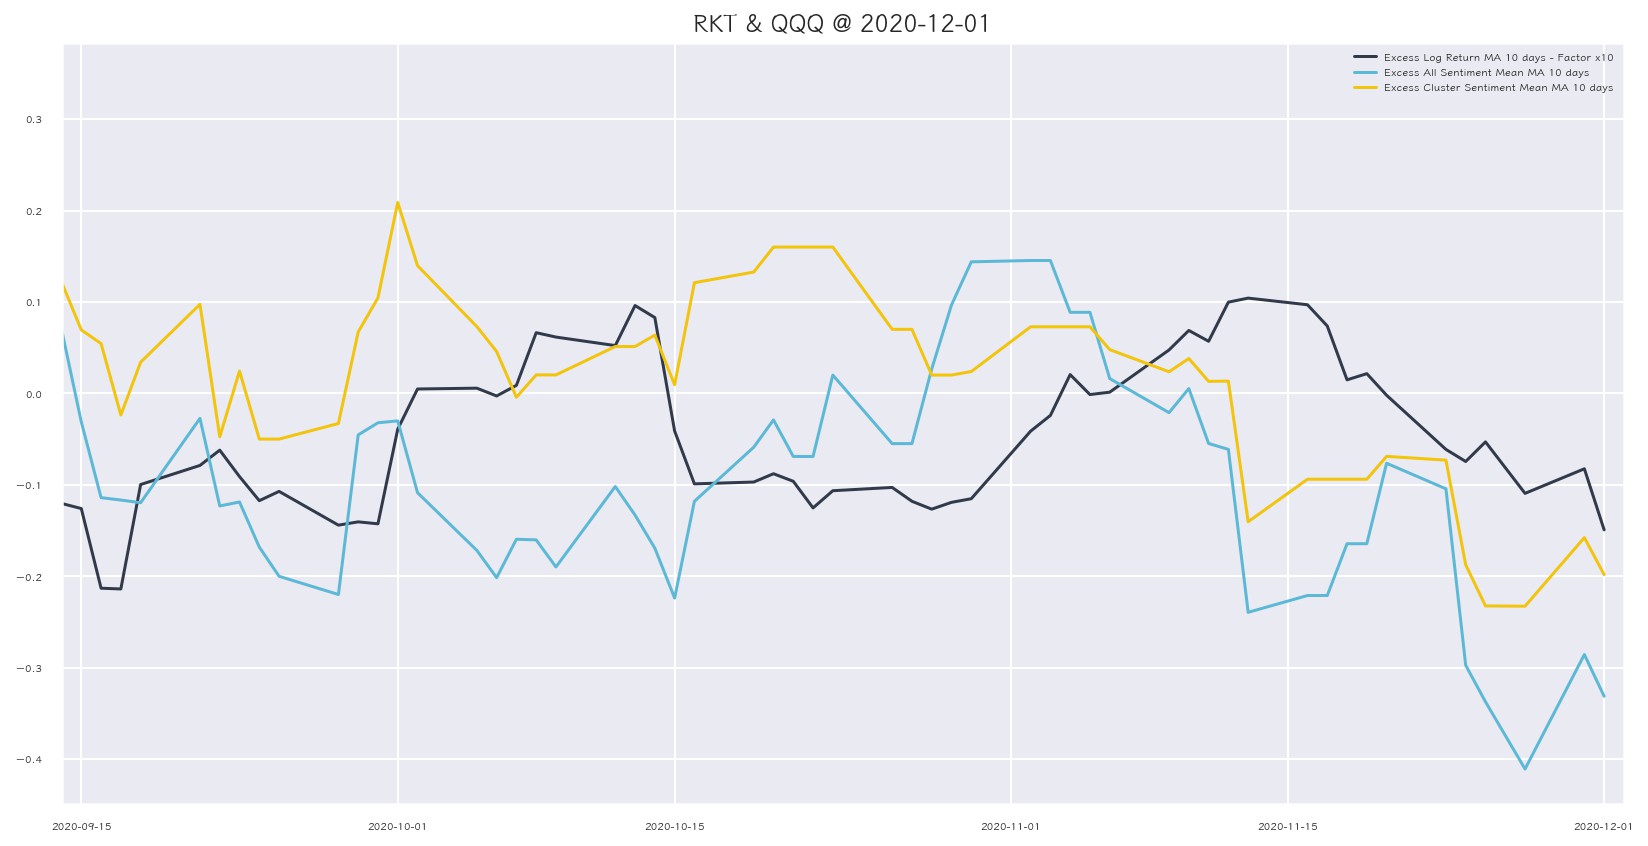 RKT & QQQ @ 2020-12-01
Excess Log Return MA 10 days - Factor x10
Excess All Sentiment Mean MA 10 days
Excess Cluster Sentiment Mean MA 10 days
0.3
0.2
0.1
0.0
−0.1
−0.2
−0.3
−0.4
2020-09-15 2020-10-01 2020-10-15 2020-11-01 2020-11-15 2020-12-01